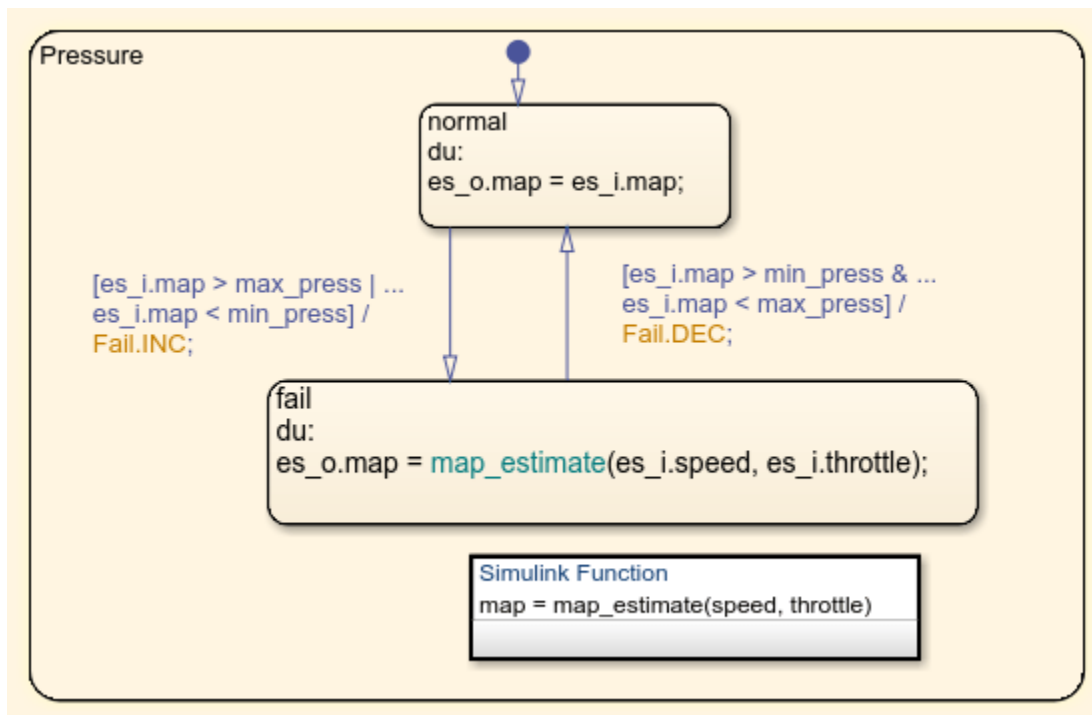 Pressure
normal
du:
es_o.map = es_i.map;
[es_i.map > max_press | ...
es_i.map < min_press] /
Fail.INC;
[es_i.map > min_press & ...
es_i.map < max_press] /
Fail.DEC;
fail
du:
es_o.map = map_estimate(es_i.speed, es_i.throttle);
Simulink Function
map = map_estimate(speed, throttle)